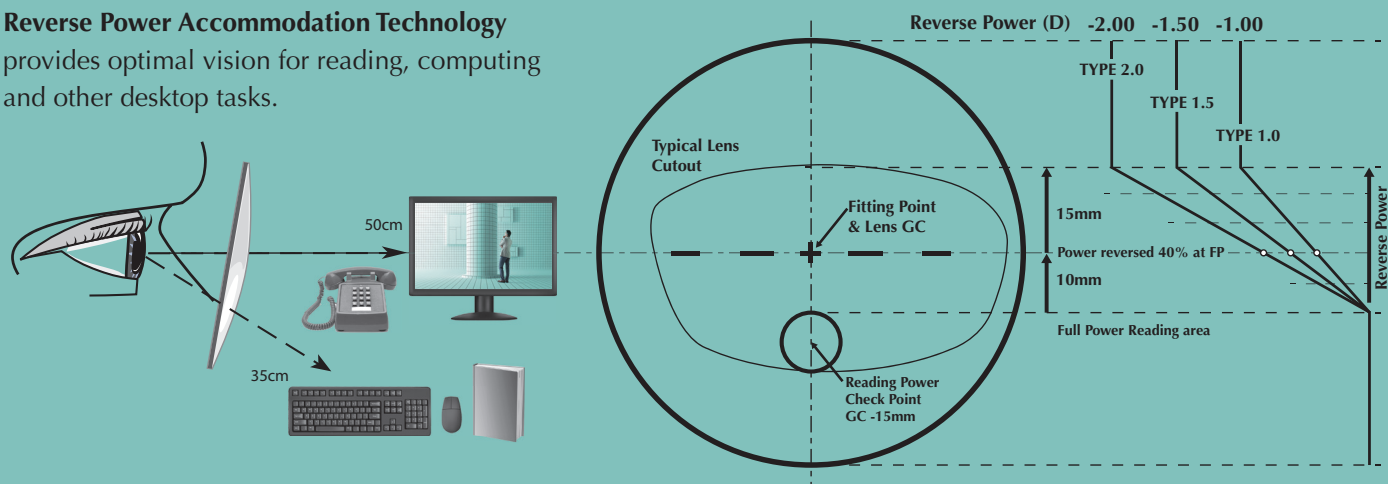 Reverse Power Accommodation Technology
provides optimal vision for reading, computing
and other desktop tasks.
50cm
35cm
Typical Lens
Cutout
Fitting Point
& Lens GC
Reading Power
Check Point
GC -15mm
Reverse Power (D) -2.00 -1.50 -1.00
TYPE 2.0
TYPE 1.5
TYPE 1.0
15mm
Power reversed 40% at FP
10mm
Full Power Reading area
Reverse Power